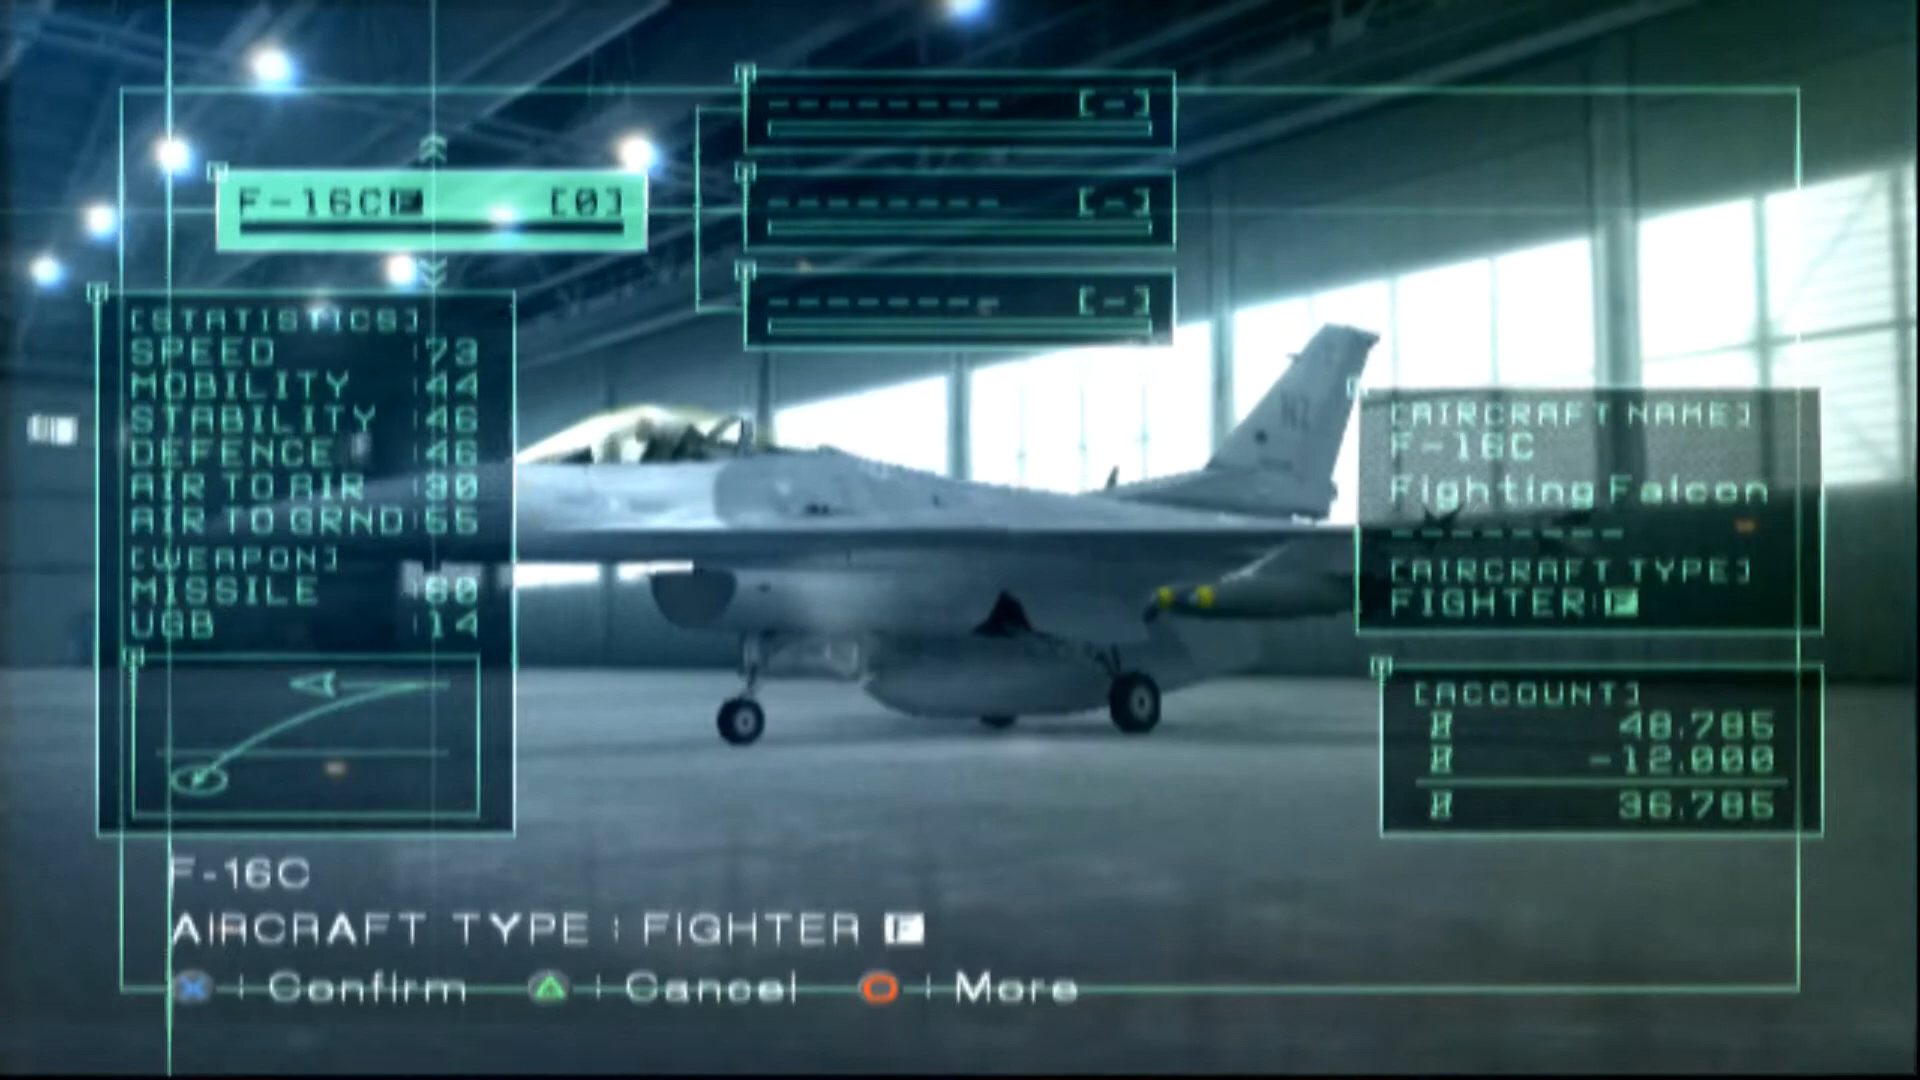 F-16C F [0]
-------- [-]
-------- [-]
-------- [-]
[STATISTICS]
SPEED :73
MOBILITY :44
STABILITY :46
DEFENCE :46
AIR TO AIR :30
AIR TO GRND :55
[WEAPON]
MISSILE :60
UGB :14
[AIRCRAFT NAME]
F-16C
Fighting Falcon
--------
[AIRCRAFT TYPE]
FIGHTER F
[ACCOUNT]
48,785
-12,000
36,785
F-16C
AIRCRAFT TYPE : FIGHTER F
: Confirm : Cancel : More